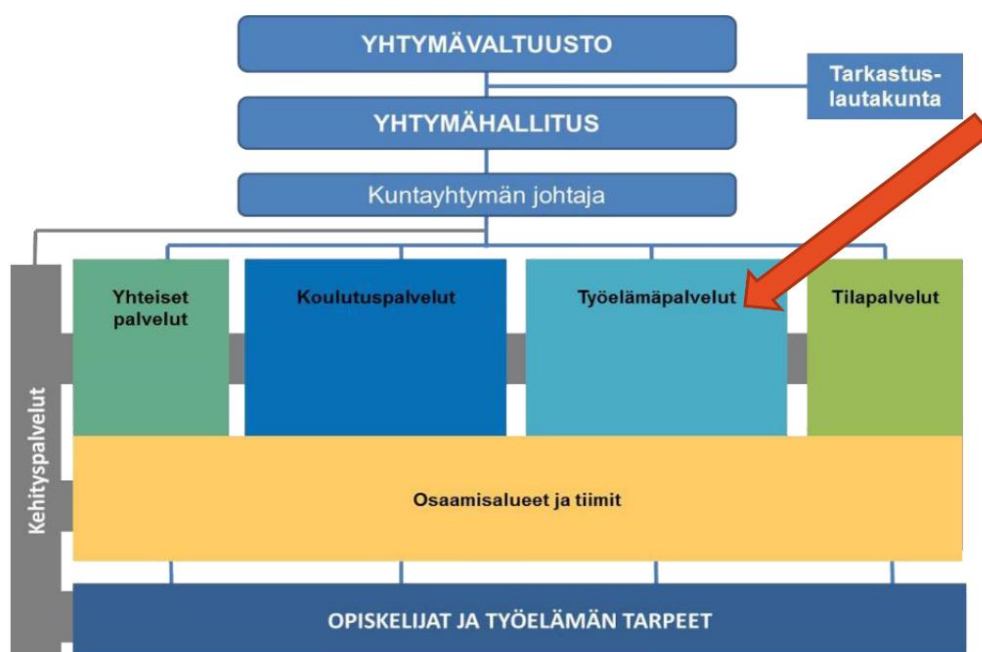 YHTYMÄVALTUUSTO
Tarkastus-
lautakunta
YHTYMÄHALLITUS
Kuntayhtymän johtaja
Yhteiset
palvelut
Koulutuspalvelut
Työelämäpalvelut
Tilapalvelut
Kehityspalvelut
Osaamisalueet ja tiimit
OPISKELIJAT JA TYÖELÄMÄN TARPEET